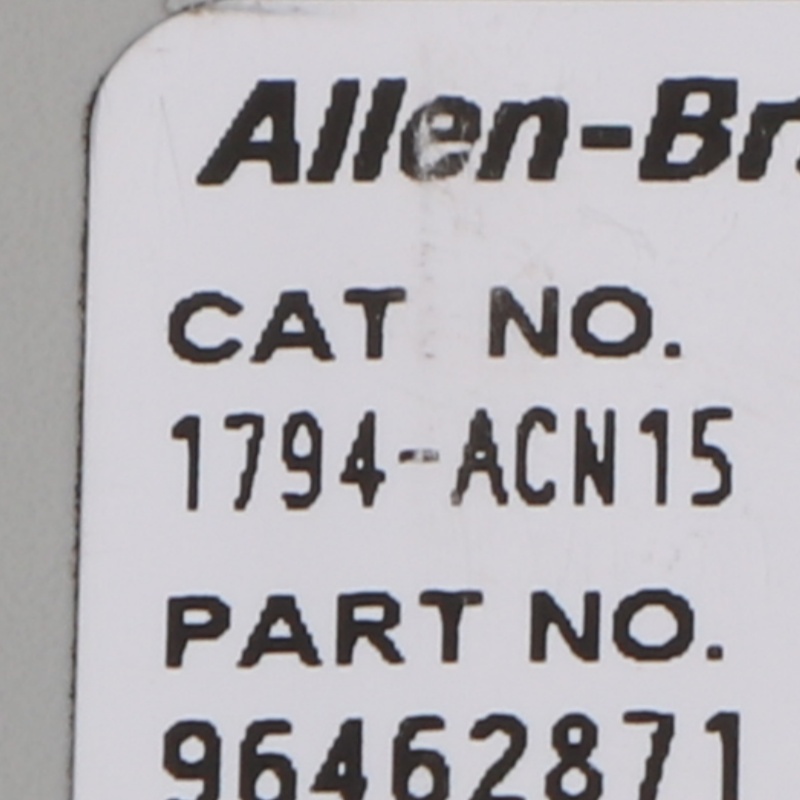 Allen-Br
CAT NO.
1794-ACN15
PART NO.
96462871